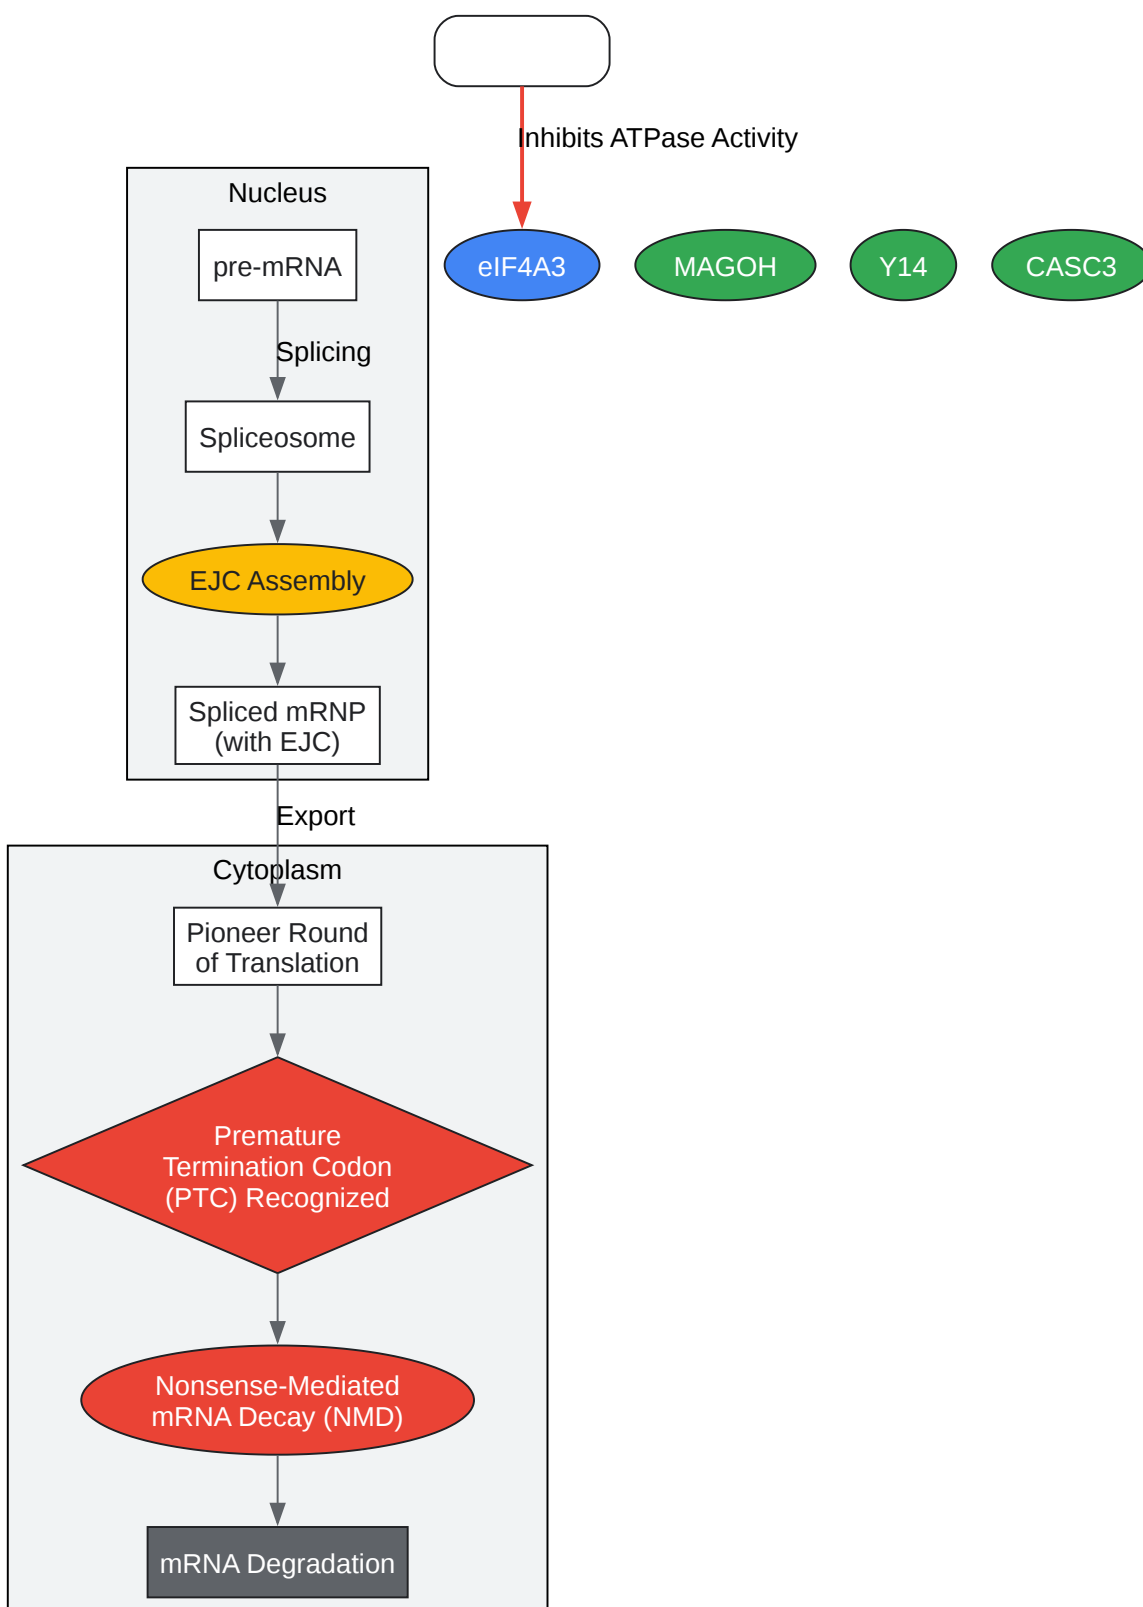 Inhibits ATPase Activity
Nucleus
pre-mRNA
eIF4A3
MAGOH
Y14
CASC3
Splicing
Spliceosome
EJC Assembly
Spliced mRNP
(with EJC)
Export
Cytoplasm
Pioneer Round
of Translation
Premature
Termination Codon
(PTC) Recognized
Nonsense-Mediated
mRNA Decay (NMD)
mRNA Degradation